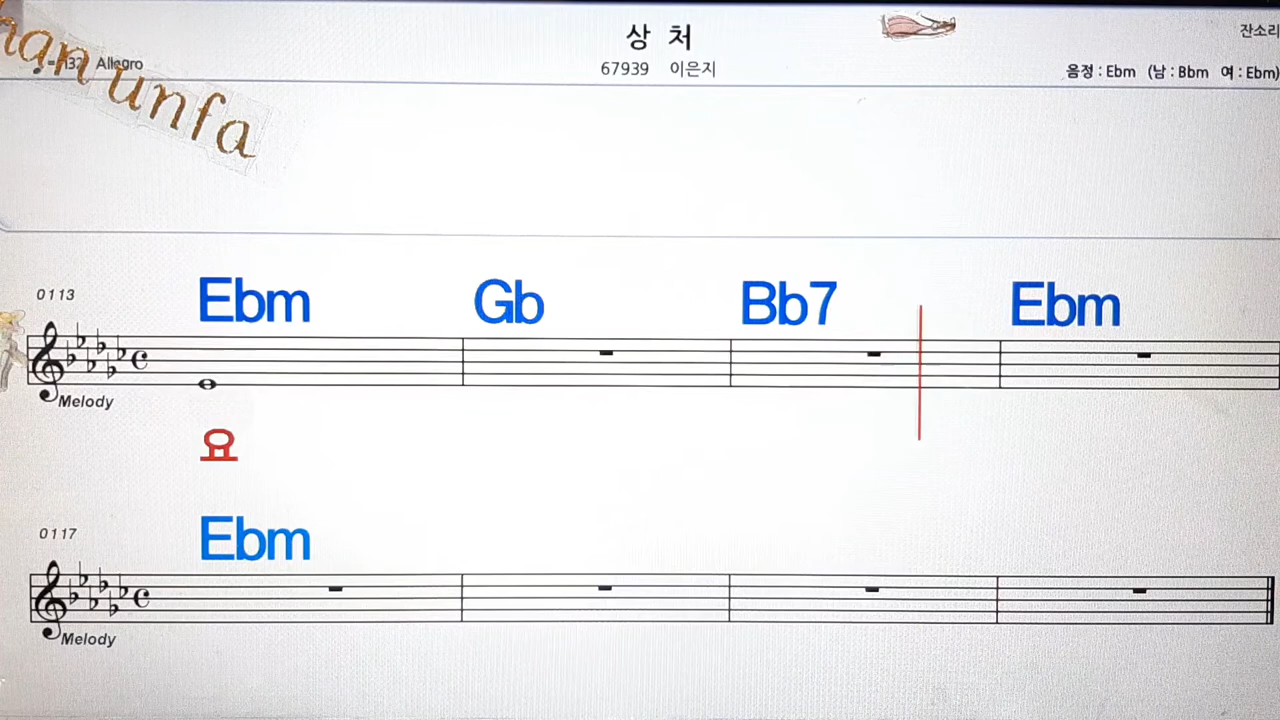 상 처
잔소리
67939 이은지
Allegro
음정 : Ebm (남 : Bbm 여 : Ebm)
unfa
0113
Ebm Gb Bb7 Ebm
Melody
요
0117
Ebm
Melody